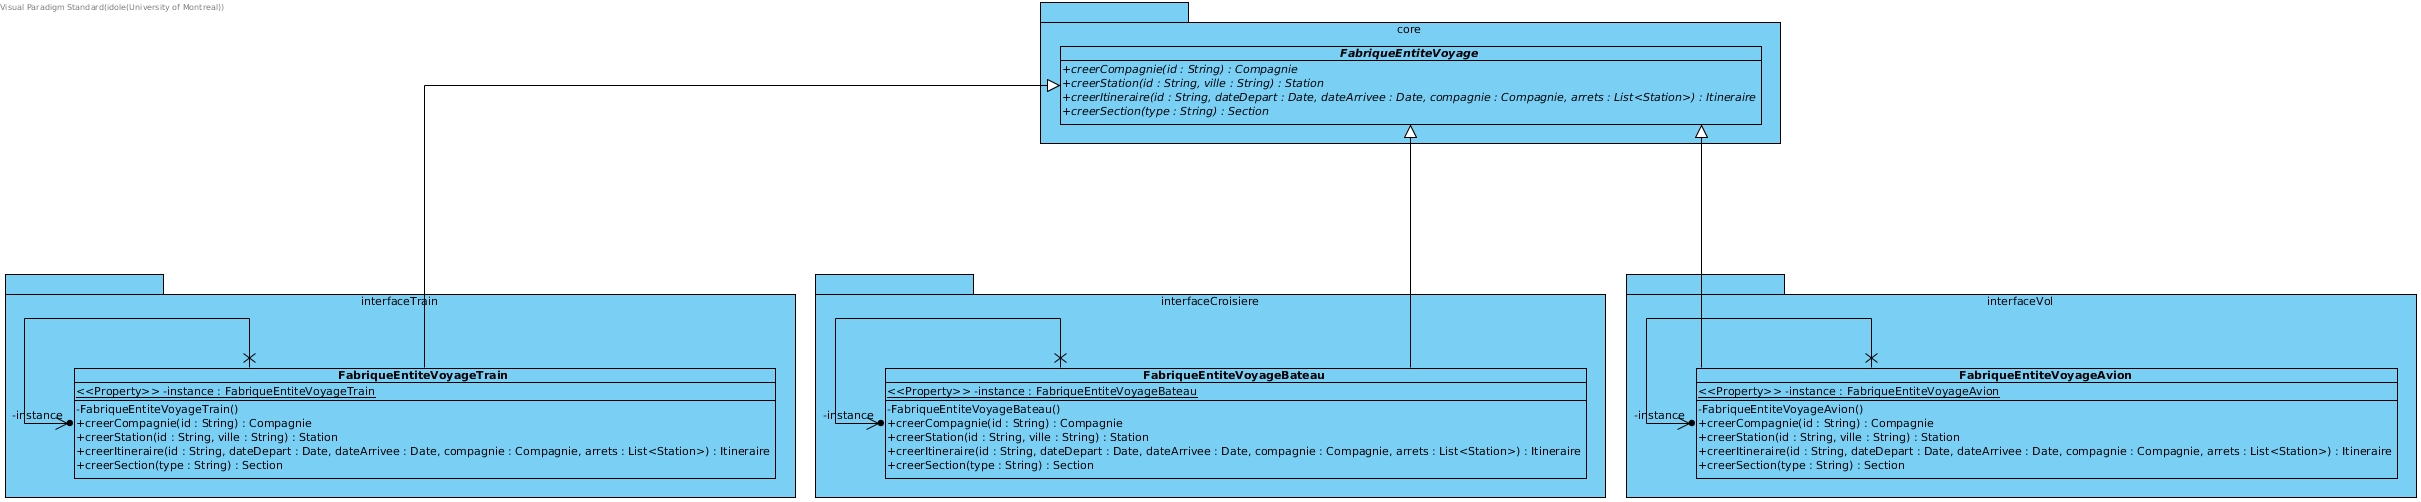 Visual Paradigm Standard(idole(University of Montreal))
core
FabriqueEntiteVoyage
+creerCompagnie(id : String) : Compagnie
+creerStation(id : String, ville : String) : Station
+creerItineraire(id : String, dateDepart : Date, dateArrivee : Date, compagnie : Compagnie, arrets : List<Station>) : Itineraire
+creerSection(type : String) : Section
interfaceTrain
FabriqueEntiteVoyageTrain
<<Property>> -instance : FabriqueEntiteVoyageTrain
-instance
-FabriqueEntiteVoyageTrain()
+creerCompagnie(id : String) : Compagnie
+creerStation(id : String, ville : String) : Station
+creerItineraire(id : String, dateDepart : Date, dateArrivee : Date, compagnie : Compagnie, arrets : List<Station>) : Itineraire
+creerSection(type : String) : Section
interfaceCroisiere
FabriqueEntiteVoyageBateau
<<Property>> -instance : FabriqueEntiteVoyageBateau
-instance
-FabriqueEntiteVoyageBateau()
+creerCompagnie(id : String) : Compagnie
+creerStation(id : String, ville : String) : Station
+creerItineraire(id : String, dateDepart : Date, dateArrivee : Date, compagnie : Compagnie, arrets : List<Station>) : Itineraire
+creerSection(type : String) : Section
interfaceVol
FabriqueEntiteVoyageAvion
<<Property>> -instance : FabriqueEntiteVoyageAvion
-instance
-FabriqueEntiteVoyageAvion()
+creerCompagnie(id : String) : Compagnie
+creerStation(id : String, ville : String) : Station
+creerItineraire(id : String, dateDepart : Date, dateArrivee : Date, compagnie : Compagnie, arrets : List<Station>) : Itineraire
+creerSection(type : String) : Section